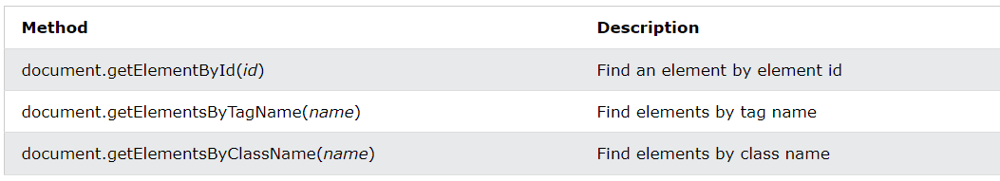 Method Description
document.getElementById(id) Find an element by element id
document.getElementsByTagName(name) Find elements by tag name
document.getElementsByClassName(name) Find elements by class name